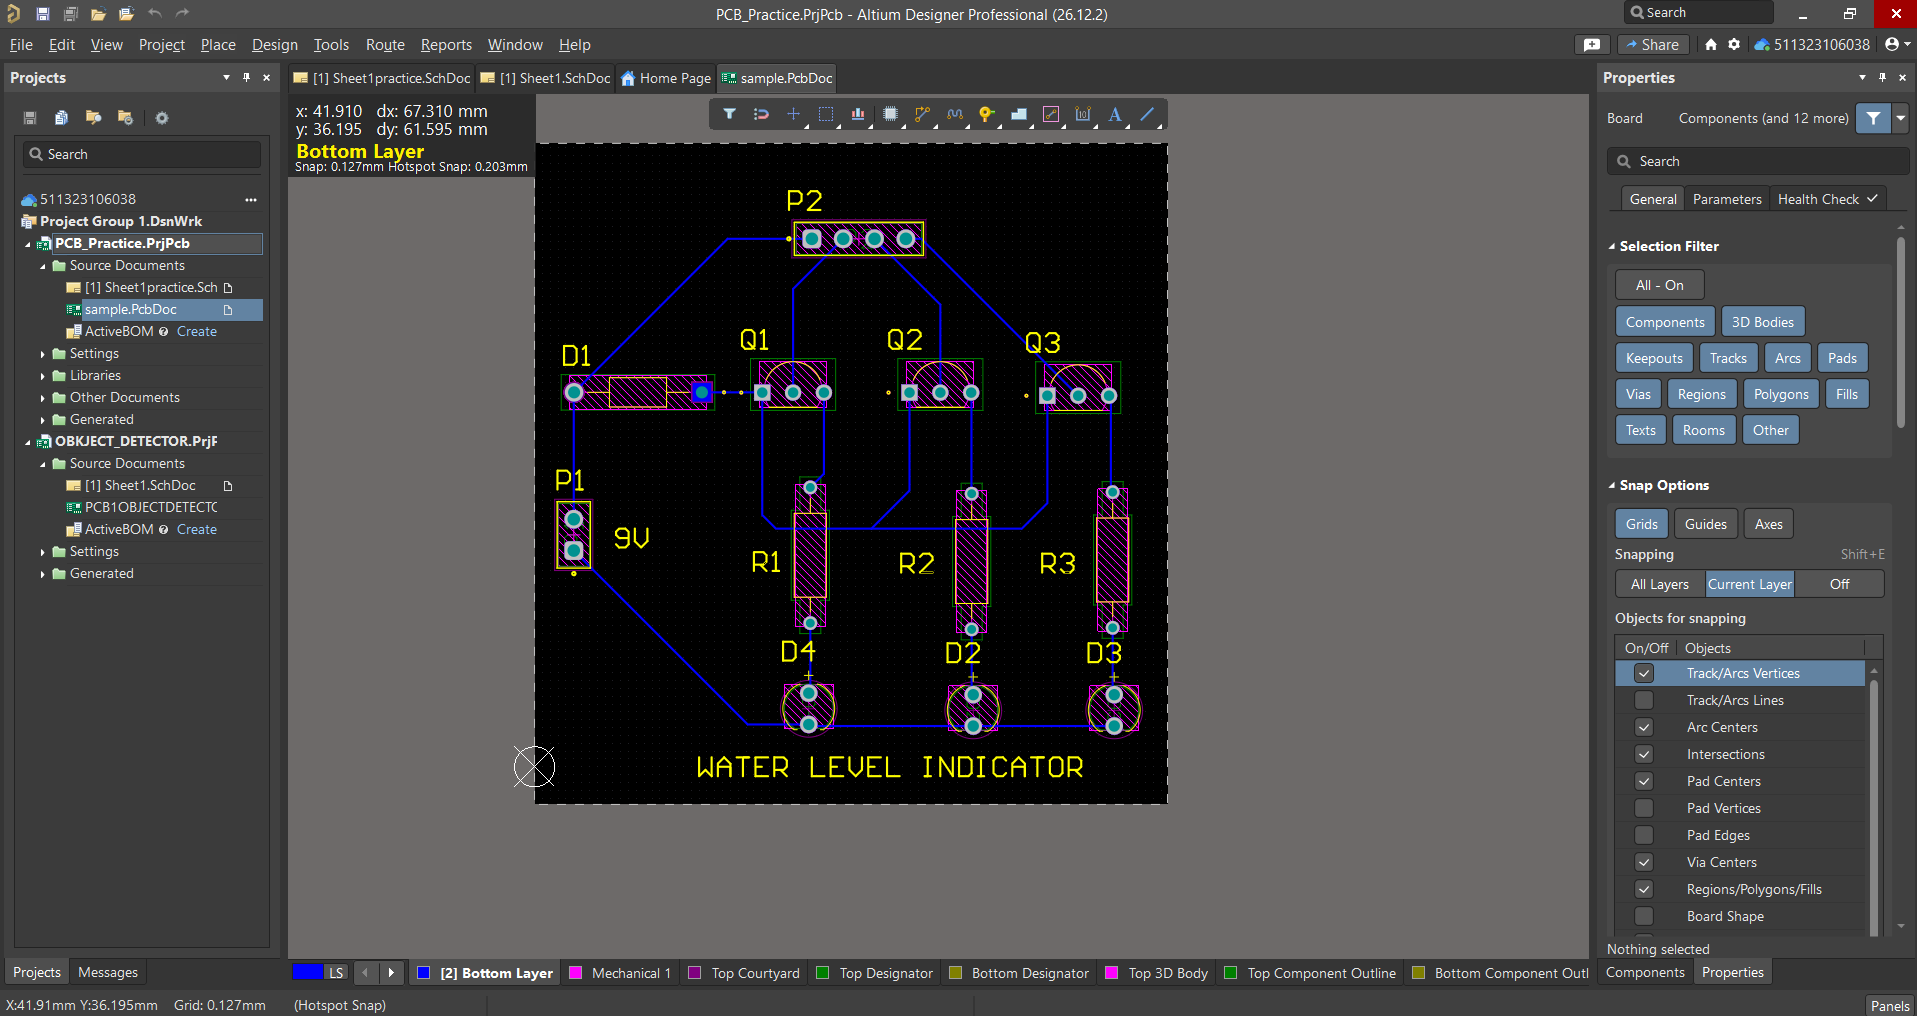 PCB_Practice.PrjPcb - Altium Designer Professional (26.12.2)
Search
File Edit View Project Place Design Tools Route Reports Window Help
Share
511323106038
Projects
[1] Sheet1practice.SchDoc
[1] Sheet1.SchDoc
Home Page
sample.PcbDoc
Properties
Search
511323106038
Project Group 1.DsnWrk
PCB_Practice.PrjPcb
Source Documents
[1] Sheet1practice.Sch
sample.PcbDoc
ActiveBOM Create
Settings
Libraries
Other Documents
Generated
OBKJECT_DETECTOR.PrjP
Source Documents
[1] Sheet1.SchDoc
PCB1OBJECTDETECTO
ActiveBOM Create
Settings
Generated
Projects
Messages
x: 41.910 dx: 67.310 mm
y: 36.195 dy: 61.595 mm
Bottom Layer
Snap: 0.127mm Hotspot Snap: 0.203mm
P2
Q1
Q2
Q3
D1
P1
9V
R1
R2
R3
D4
D2
D3
WATER LEVEL INDICATOR
LS
[2] Bottom Layer
Mechanical 1
Top Courtyard
Top Designator
Bottom Designator
Top 3D Body
Top Component Outline
Bottom Component Outl
Board
Components (and 12 more)
Search
General Parameters Health Check
Selection Filter
All - On
Components 3D Bodies
Keepouts Tracks Arcs Pads
Vias Regions Polygons Fills
Texts Rooms Other
Snap Options
Grids Guides Axes
Snapping Shift+E
All Layers Current Layer Off
Objects for snapping
On/Off Objects
Track/Arcs Vertices
Track/Arcs Lines
Arc Centers
Intersections
Pad Centers
Pad Vertices
Pad Edges
Via Centers
Regions/Polygons/Fills
Board Shape
Nothing selected
Components Properties
X:41.91mm Y:36.195mm Grid: 0.127mm (Hotspot Snap)
Panels